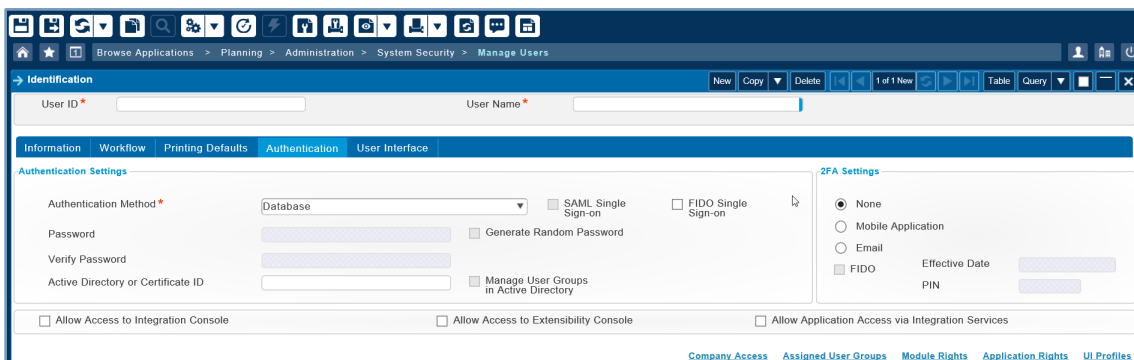 Browse Applications > Planning > Administration > System Security > Manage Users
Identification New Copy Delete 1 of 1 New Table Query
User ID * User Name *
Information Workflow Printing Defaults Authentication User Interface
Authentication Settings 2FA Settings
Authentication Method * Database SAML Single Sign-on FIDO Single Sign-on None
Password Generate Random Password Mobile Application
Verify Password Email
FIDO Effective Date
Active Directory or Certificate ID Manage User Groups in Active Directory PIN
Allow Access to Integration Console Allow Access to Extensibility Console Allow Application Access via Integration Services
Company Access Assigned User Groups Module Rights Application Rights UI Profiles